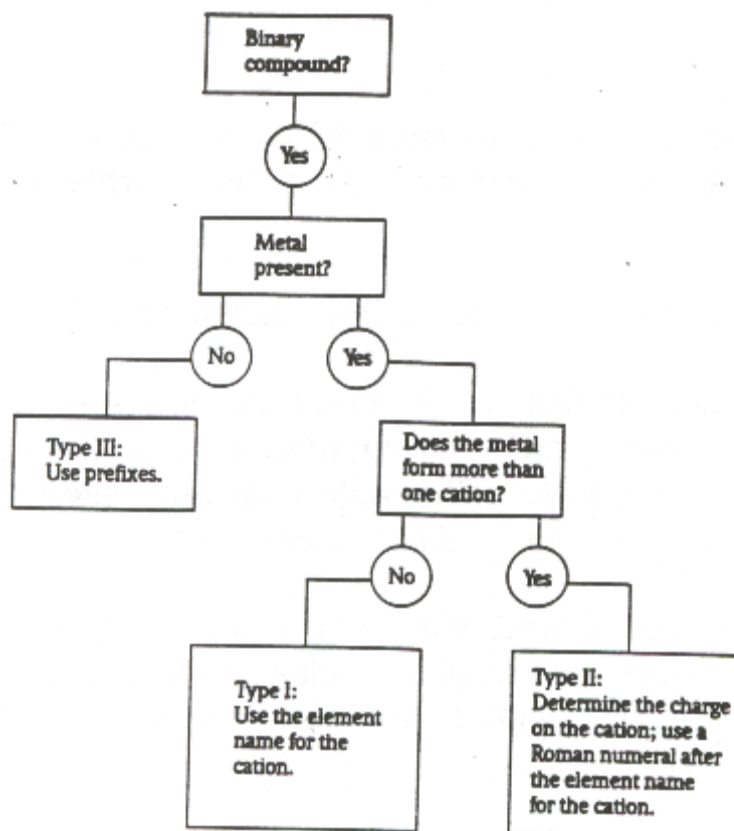 Binary
compound?
Yes
Metal
present?
No
Yes
Type III:
Use prefixes.
Does the metal
form more than
one cation?
No
Yes
Type I:
Use the element
name for the
cation.
Type II:
Determine the charge
on the cation; use a
Roman numeral after
the element name
for the cation.